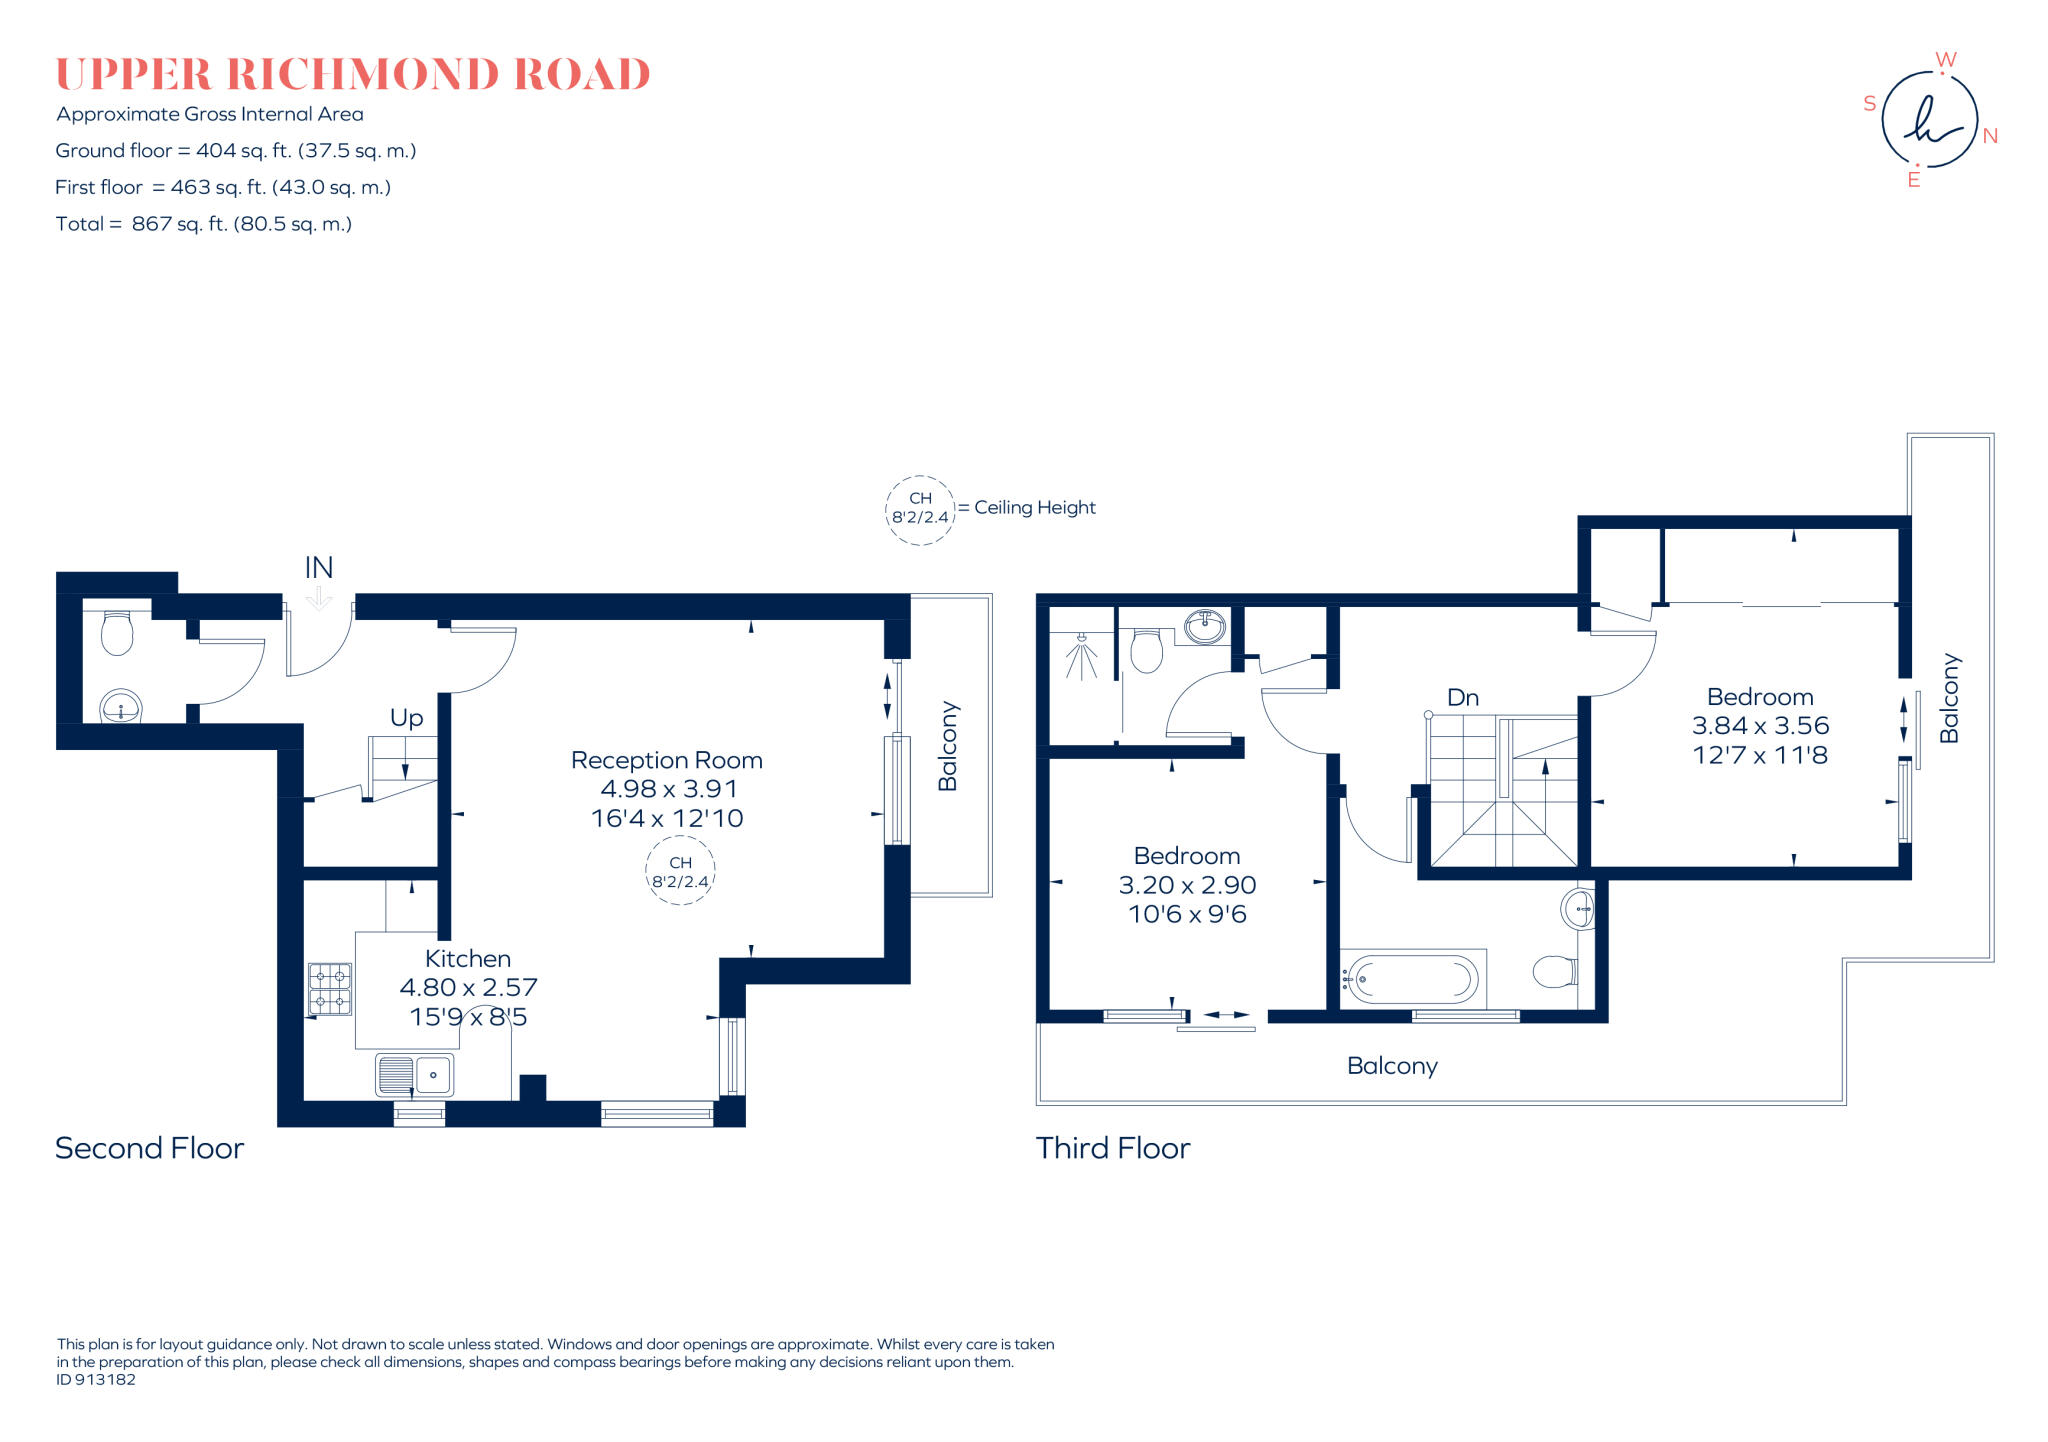 UPPER RICHMOND ROAD
Approximate Gross Internal Area
Ground floor = 404 sq. ft. (37.5 sq. m.)
First floor = 463 sq. ft. (43.0 sq. m.)
Total = 867 sq. ft. (80.5 sq. m.)
W
S
N
E
CH
8'2/2.4
= Ceiling Height
IN
Up
Reception Room
4.98 x 3.91
16'4 x 12'10
CH
8'2/2.4
Balcony
Kitchen
4.80 x 2.57
15'9 x 8'5
Second Floor
Dn
Bedroom
3.84 x 3.56
12'7 x 11'8
Balcony
Bedroom
3.20 x 2.90
10'6 x 9'6
Balcony
Third Floor
This plan is for layout guidance only. Not drawn to scale unless stated. Windows and door openings are approximate. Whilst every care is taken
in the preparation of this plan, please check all dimensions, shapes and compass bearings before making any decisions reliant upon them.
ID 913182